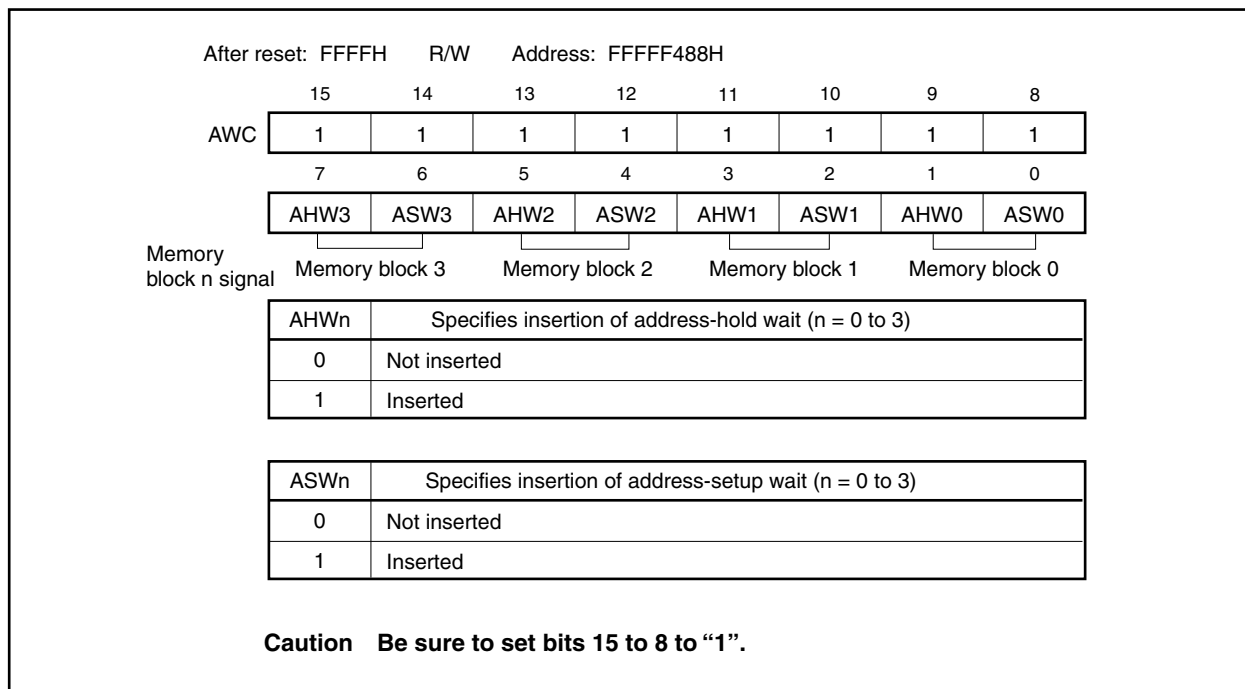 After reset: FFFFH R/W Address: FFFFF488H
15 14 13 12 11 10 9 8
AWC 1 1 1 1 1 1 1 1
7 6 5 4 3 2 1 0
AHW3 ASW3 AHW2 ASW2 AHW1 ASW1 AHW0 ASW0
Memory
block n signal Memory block 3 Memory block 2 Memory block 1 Memory block 0
AHWn Specifies insertion of address-hold wait (n = 0 to 3)
0 Not inserted
1 Inserted
ASWn Specifies insertion of address-setup wait (n = 0 to 3)
0 Not inserted
1 Inserted
Caution Be sure to set bits 15 to 8 to “1”.